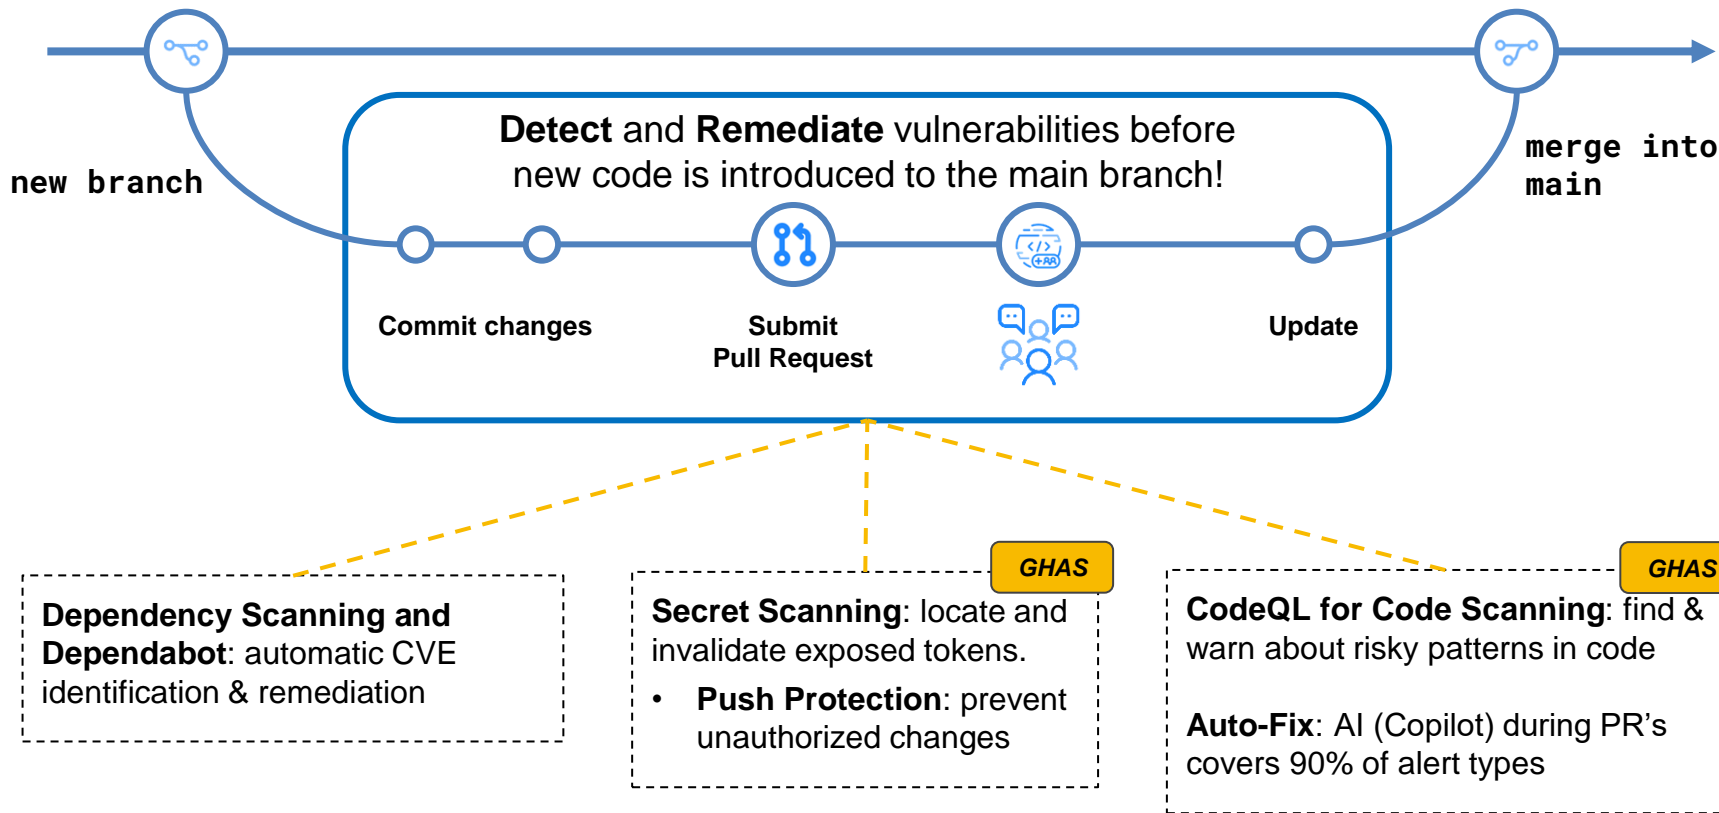 Detect and Remediate vulnerabilities before
new code is introduced to the main branch!
new branch
merge into
main
</>
Commit changes
Submit
Pull Request
Update
GHAS
GHAS
Dependency Scanning and
Dependabot: automatic CVE
identification & remediation
Secret Scanning: locate and
invalidate exposed tokens.
• Push Protection: prevent
unauthorized changes
CodeQL for Code Scanning: find &
warn about risky patterns in code
Auto-Fix: AI (Copilot) during PR’s
covers 90% of alert types